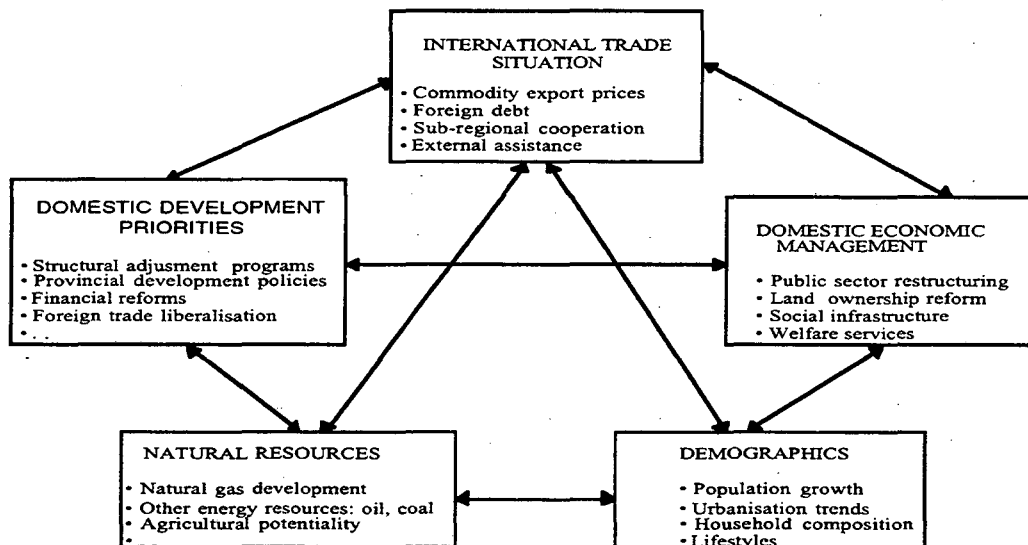 INTERNATIONAL TRADE
SITUATION
• Commodity export prices
• Foreign debt
• Sub-regional cooperation
• External assistance
DOMESTIC DEVELOPMENT
PRIORITIES
• Structural adjusment programs
• Provincial development policies
• Financial reforms
• Foreign trade liberalisation
• . .
DOMESTIC ECONOMIC
MANAGEMENT
• Public sector restructuring
• Land ownership reform
• Social infrastructure
• Welfare services
NATURAL RESOURCES
• Natural gas development
• Other energy resources: oil, coal
• Agricultural potentiality
DEMOGRAPHICS
• Population growth
• Urbanisation trends
• Household composition
• Lifestyles